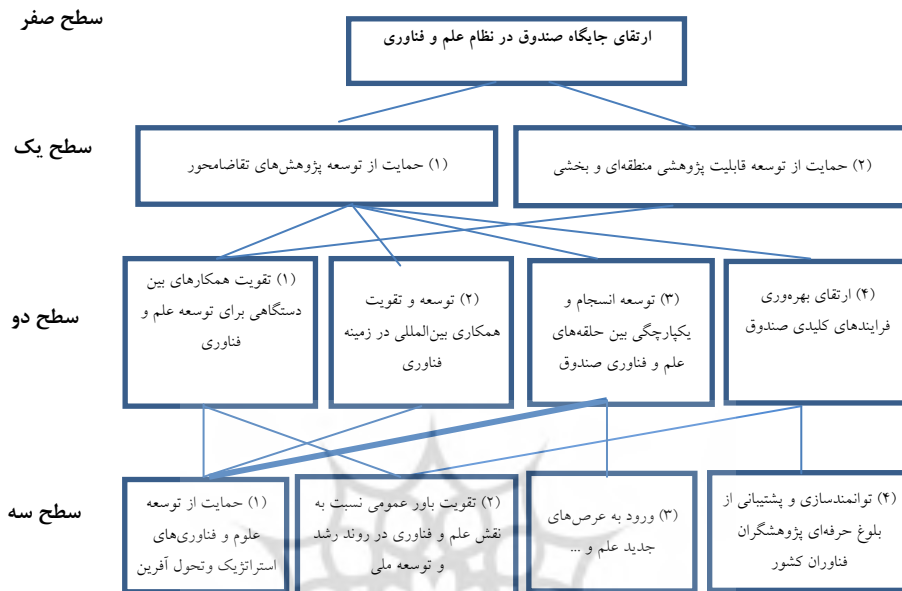 سطح صفر
ارتقای جایگاه صندوق در نظام علم و فناوری
سطح یک
(۱) حمایت از توسعه پژوهش‌های تقاضامحور
(۲) حمایت از توسعه قابلیت پژوهشی منطقه‌ای و بخشی
سطح دو
(۱) تقویت همکارهای بین
دستگاهی برای توسعه علم و
فناوری
(۲) توسعه و تقویت
همکاری بین‌المللی در زمینه
فناوری
(۳) توسعه انسجام و
یکپارچگی بین حلقه‌های
علم و فناوری صندوق
(۴) ارتقای بهره‌وری
فرایندهای کلیدی صندوق
سطح سه
(۱) حمایت از توسعه
علوم و فناوری‌های
استراتژیک وتحول آفرین
(۲) تقویت باور عمومی نسبت به
نقش علم و فناوری در روند رشد
و توسعه ملی
(۳) ورود به عرص‌های
جدید علم و ...
(۴) توانمندسازی و پشتیبانی از
بلوغ حرفه‌ای پژوهشگران
فناوران کشور